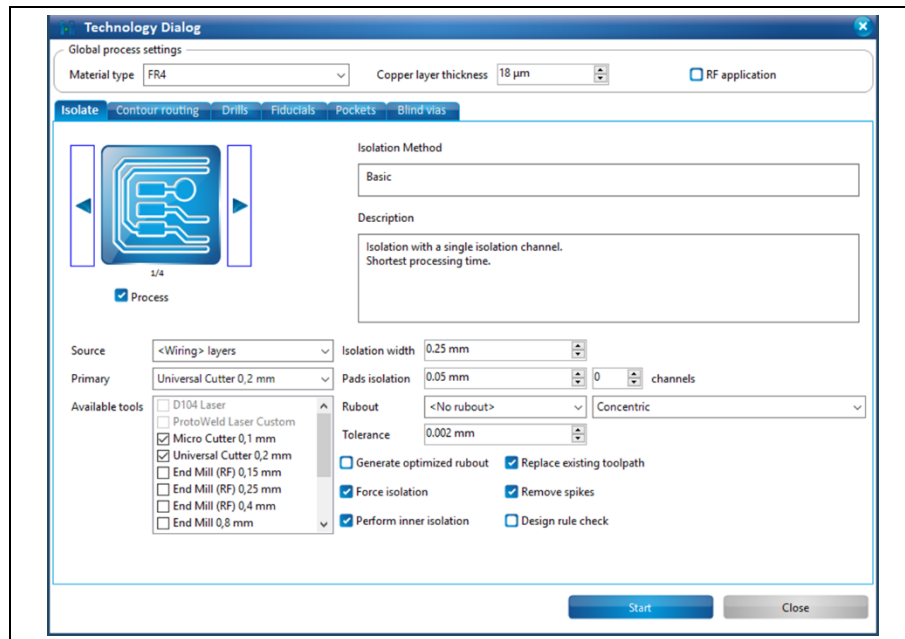 Technology Dialog
Global process settings
Material type FR4 Copper layer thickness 18 µm RF application
Isolate Contour routing Drills Fiducials Pockets Blind vias
Isolation Method
Basic
Description
Isolation with a single isolation channel.
Shortest processing time.
1/4
Process
Source <Wiring> layers Isolation width 0.25 mm
Primary Universal Cutter 0,2 mm Pads isolation 0.05 mm 0 channels
Available tools D104 Laser Rubout <No rubout> Concentric
ProtoWeld Laser Custom
Micro Cutter 0,1 mm Tolerance 0.002 mm
Universal Cutter 0,2 mm Generate optimized rubout Replace existing toolpath
End Mill (RF) 0,15 mm
End Mill (RF) 0,25 mm Force isolation Remove spikes
End Mill (RF) 0,4 mm
End Mill 0,8 mm Perform inner isolation Design rule check
Start Close